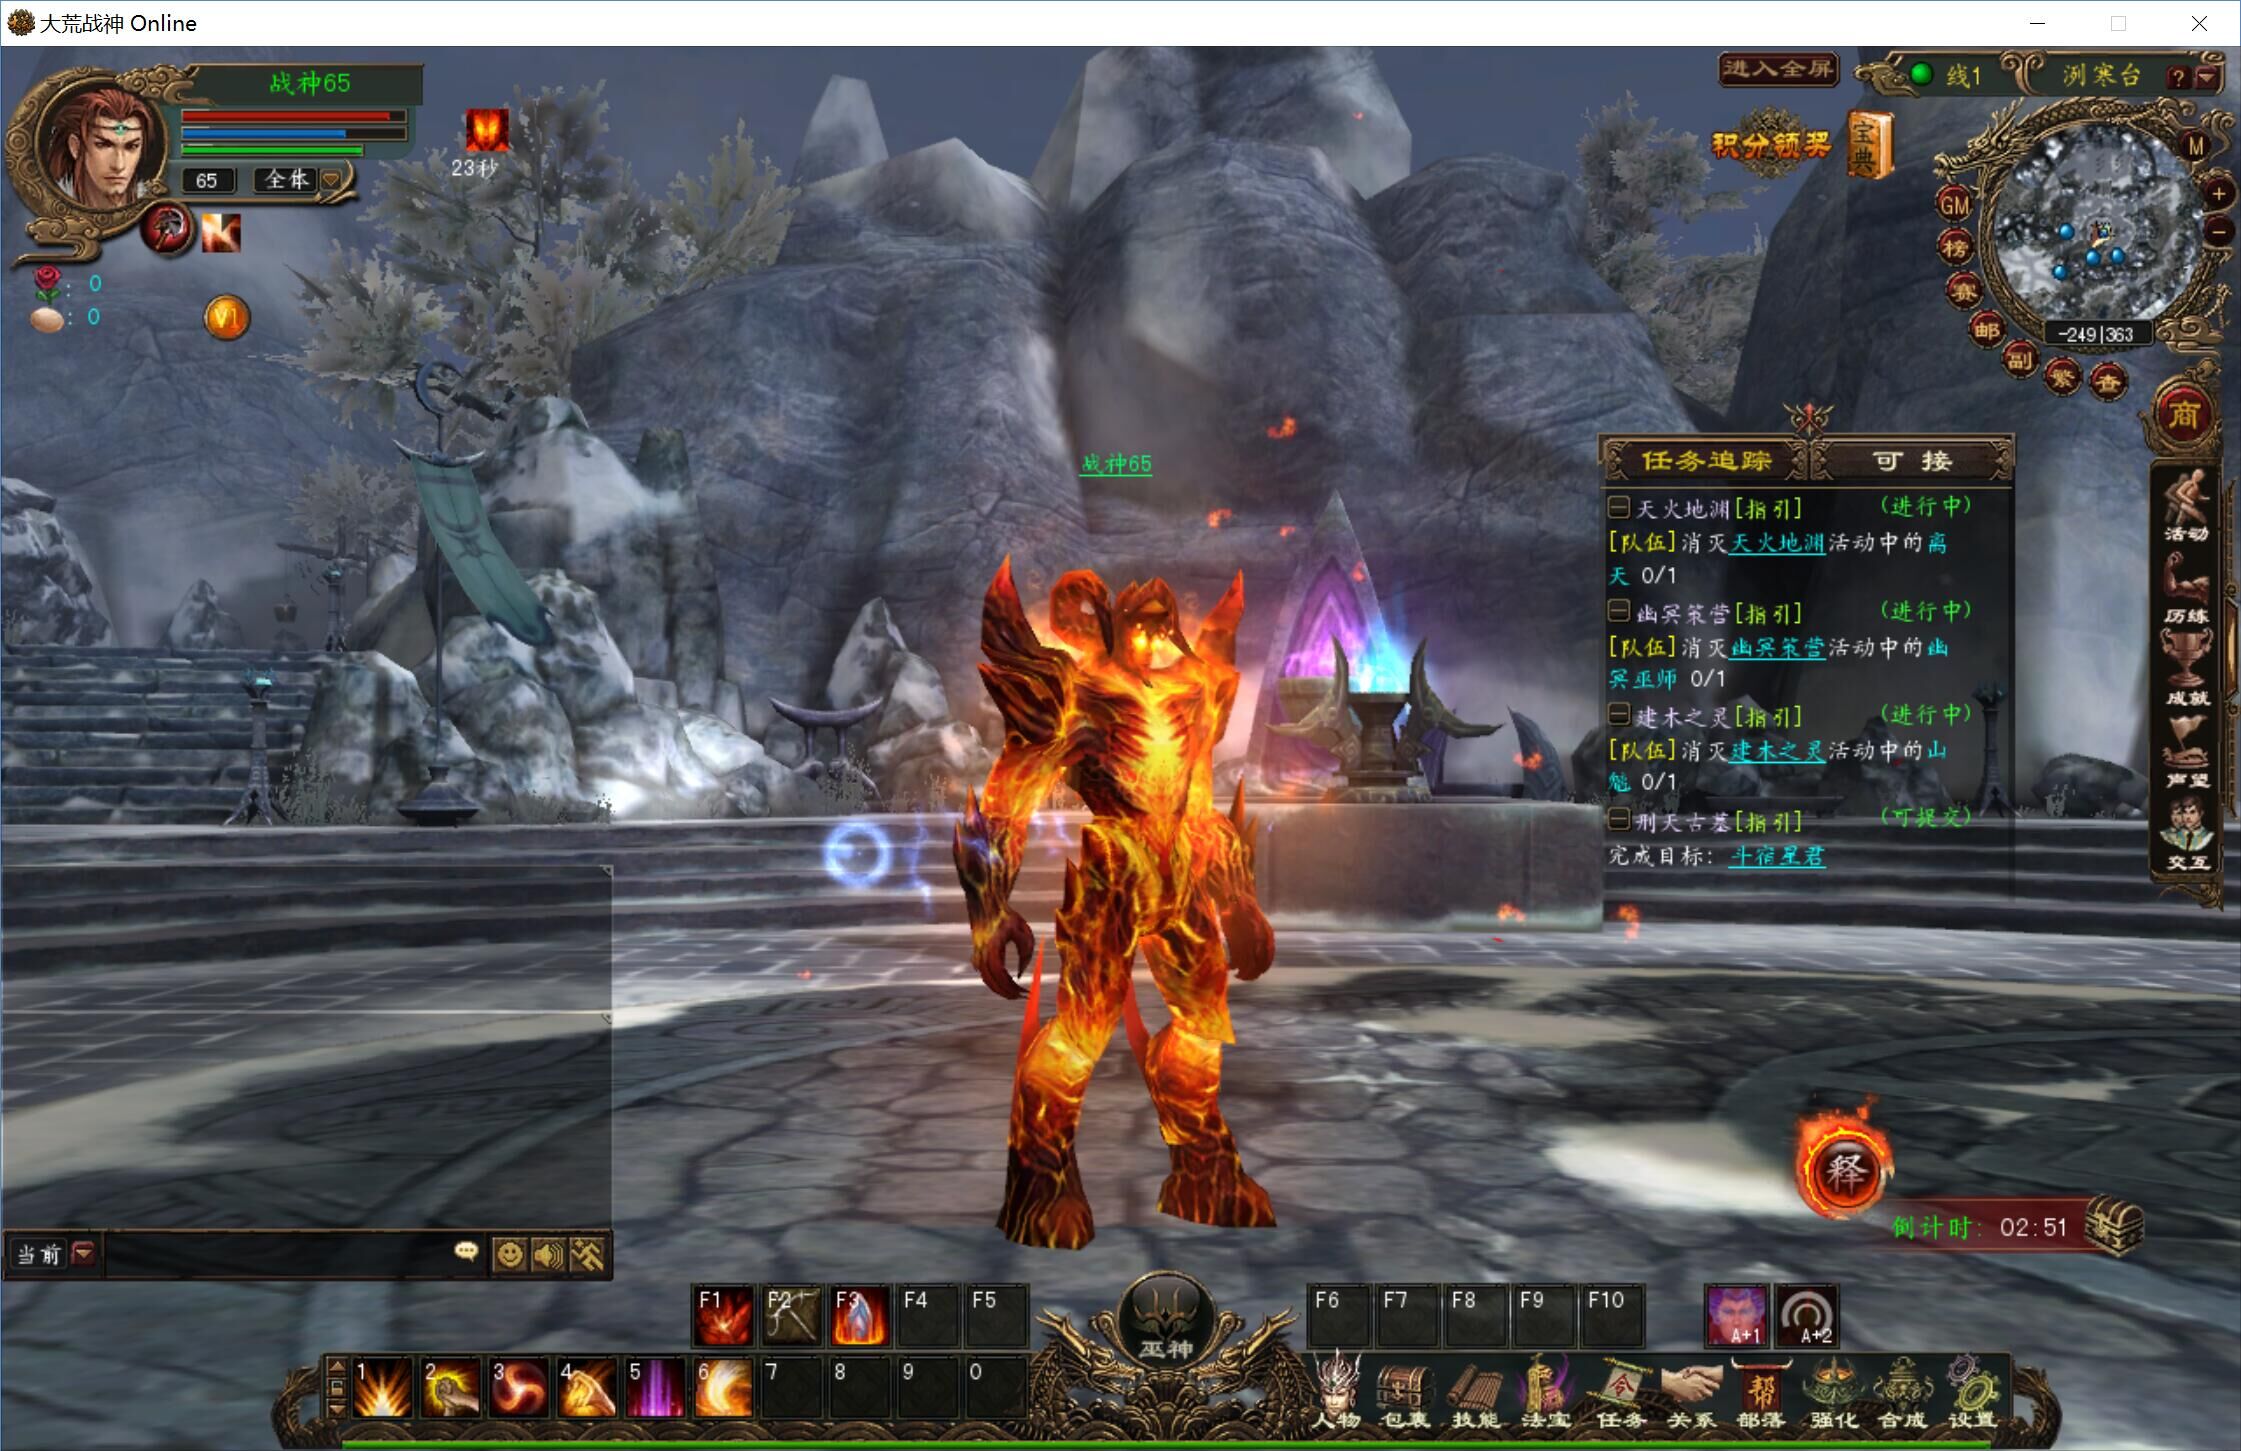 大荒战神 Online
战神65
进入全屏
线1
洌寒台
?
23秒
积分领奖
宝典
M
65
全体
+
GM
-
榜
: 0
赛
: 0
V1
邮
-249|363
副
繁
查
商
战神65
任务追踪
可 接
天火地渊[指引] (进行中)
[队伍]消灭天火地渊活动中的离
天 0/1
幽冥策营[指引] (进行中)
[队伍]消灭幽冥策营活动中的幽
冥巫师 0/1
建木之灵[指引] (进行中)
[队伍]消灭建木之灵活动中的山
魈 0/1
刑天古墓[指引] (可提交)
完成目标: 斗宿星君
活动
历练
成就
声望
交互
释
倒计时: 02:51
当前
F1 F2 F3 F4 F5
巫神
F6 F7 F8 F9 F10
A+1 A+2
1 2 3 4 5 6 7 8 9 0
人物 包裹 技能 法宝 任务 关系 部落 强化 合成 设置
令
帮